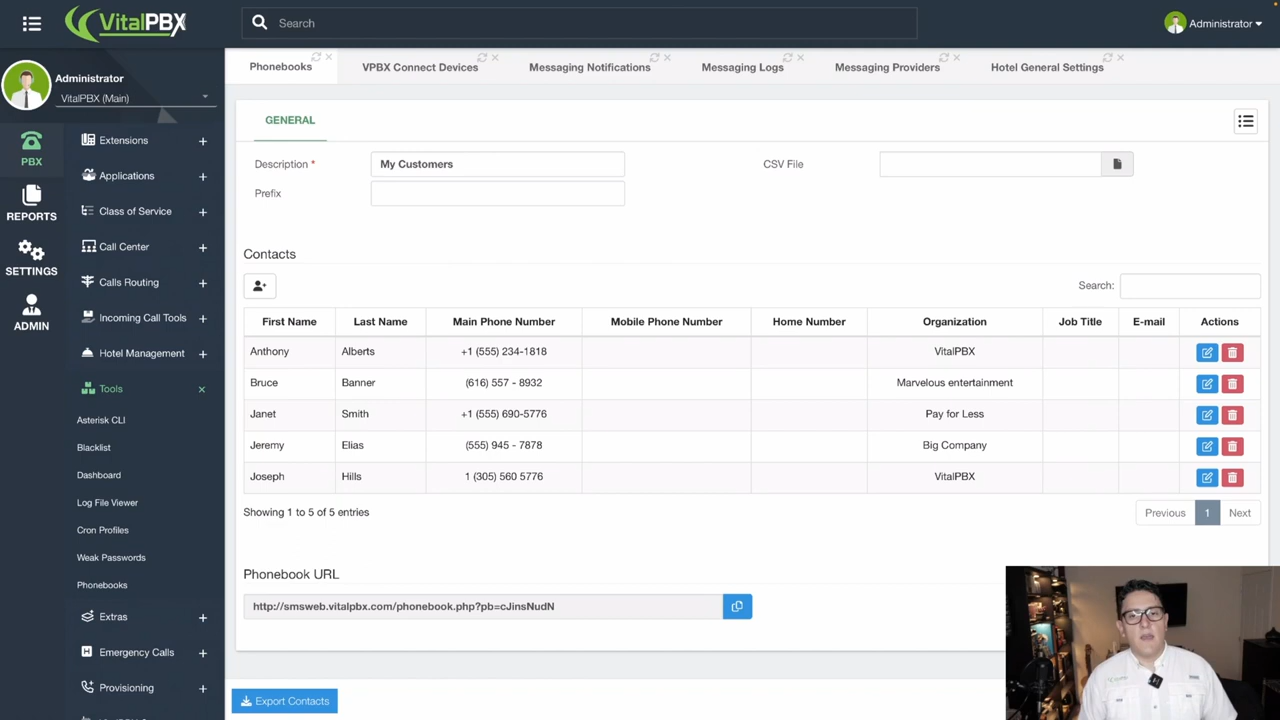 VitalPBX
Search
Administrator
Administrator
VitalPBX (Main)
PBX
REPORTS
SETTINGS
ADMIN
Extensions
Applications
Class of Service
Call Center
Calls Routing
Incoming Call Tools
Hotel Management
Tools
Asterisk CLI
Blacklist
Dashboard
Log File Viewer
Cron Profiles
Weak Passwords
Phonebooks
Extras
Emergency Calls
Provisioning
Phonebooks VPBX Connect Devices Messaging Notifications Messaging Logs Messaging Providers Hotel General Settings
GENERAL
Description * My Customers CSV File
Prefix
Contacts
Search:
First Name Last Name Main Phone Number Mobile Phone Number Home Number Organization Job Title E-mail Actions
Anthony Alberts +1 (555) 234-1818 VitalPBX
Bruce Banner (616) 557 - 8932 Marvelous entertainment
Janet Smith +1 (555) 690-5776 Pay for Less
Jeremy Elias (555) 945 - 7878 Big Company
Joseph Hills 1 (305) 560 5776 VitalPBX
Showing 1 to 5 of 5 entries
Previous 1 Next
Phonebook URL
http://smsweb.vitalpbx.com/phonebook.php?pb=cJinsNudN
Export Contacts